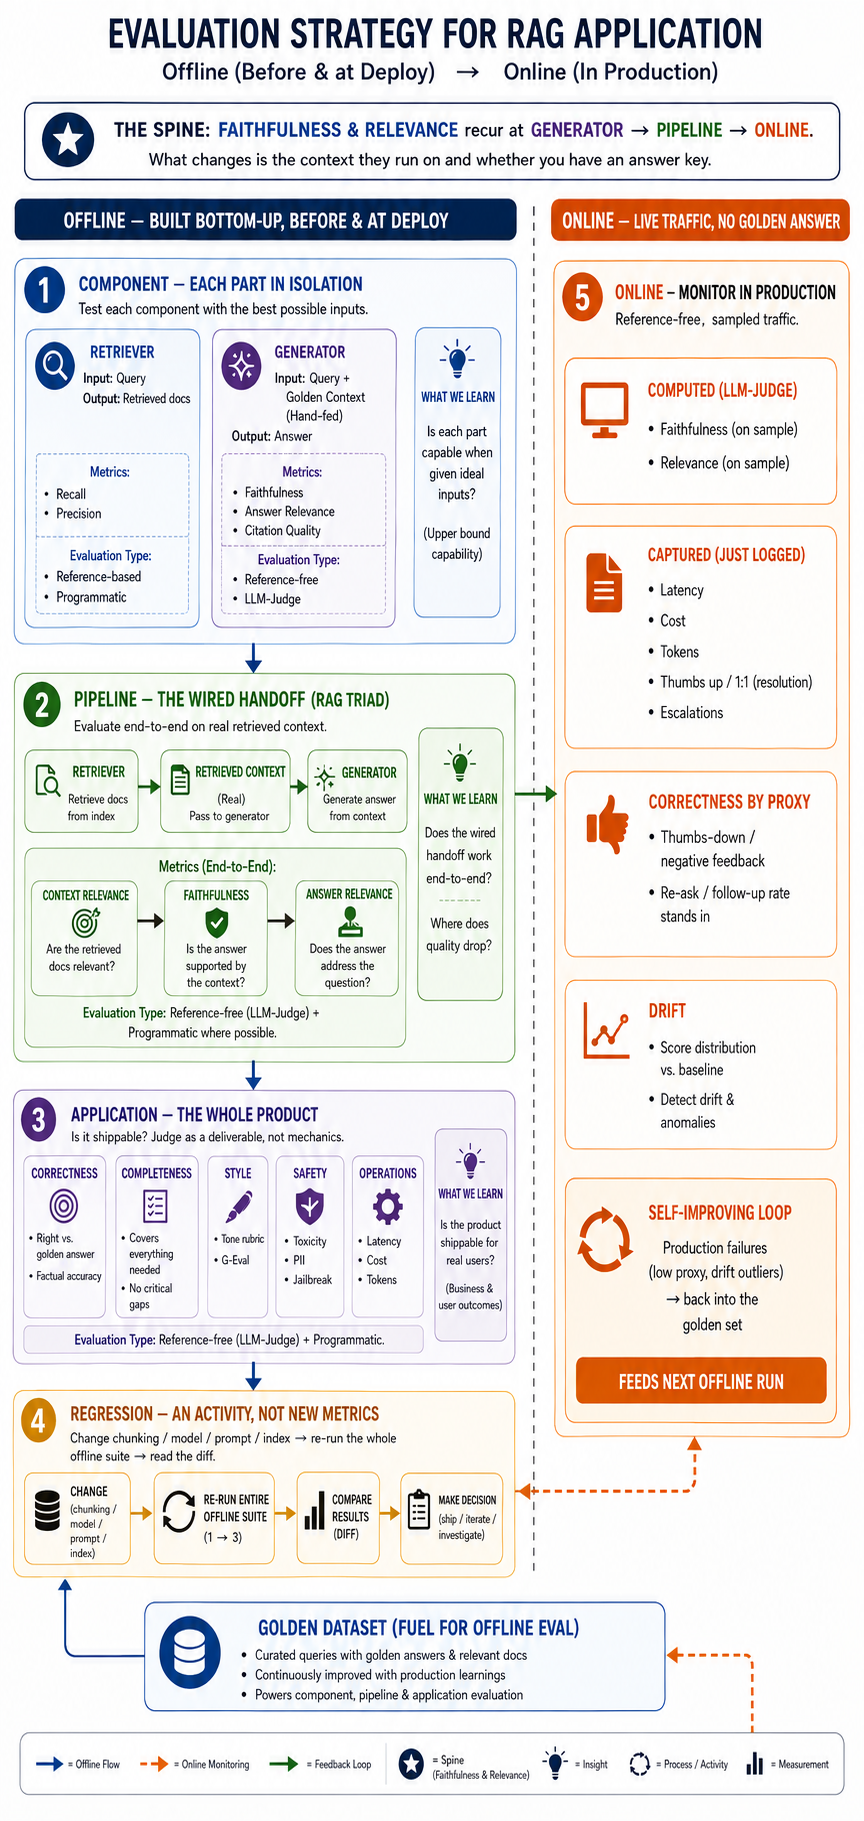 EVALUATION STRATEGY FOR RAG APPLICATION
Offline (Before & at Deploy) → Online (In Production)
THE SPINE: FAITHFULNESS & RELEVANCE recur at GENERATOR → PIPELINE → ONLINE.
What changes is the context they run on and whether you have an answer key.
OFFLINE — BUILT BOTTOM-UP, BEFORE & AT DEPLOY
1
COMPONENT — EACH PART IN ISOLATION
Test each component with the best possible inputs.
RETRIEVER
Input: Query
Output: Retrieved docs
Metrics:
• Recall
• Precision
Evaluation Type:
• Reference-based
• Programmatic
GENERATOR
Input: Query +
Golden Context
(Hand-fed)
Output: Answer
Metrics:
• Faithfulness
• Answer Relevance
• Citation Quality
Evaluation Type:
• Reference-free
• LLM-Judge
WHAT WE LEARN
Is each part
capable when
given ideal
inputs?
(Upper bound
capability)
2
PIPELINE — THE WIRED HANDOFF (RAG TRIAD)
Evaluate end-to-end on real retrieved context.
RETRIEVER
Retrieve docs
from index
RETRIEVED CONTEXT
(Real)
Pass to generator
GENERATOR
Generate answer
from context
Metrics (End-to-End):
CONTEXT RELEVANCE
Are the retrieved
docs relevant?
FAITHFULNESS
Is the answer
supported by
the context?
ANSWER RELEVANCE
Does the answer
address the
question?
Evaluation Type: Reference-free (LLM-Judge) +
Programmatic where possible.
WHAT WE LEARN
Does the wired
handoff work
end-to-end?
Where does
quality drop?
3
APPLICATION — THE WHOLE PRODUCT
Is it shippable? Judge as a deliverable, not mechanics.
CORRECTNESS
• Right vs.
golden answer
• Factual accuracy
COMPLETENESS
• Covers
everything
needed
• No critical
gaps
STYLE
• Tone rubric
• G-Eval
SAFETY
• Toxicity
• PII
• Jailbreak
OPERATIONS
• Latency
• Cost
• Tokens
Evaluation Type: Reference-free (LLM-Judge) + Programmatic.
WHAT WE LEARN
Is the product
shippable for
real users?
(Business &
user outcomes)
4
REGRESSION — AN ACTIVITY, NOT NEW METRICS
Change chunking / model / prompt / index → re-run the whole
offline suite → read the diff.
CHANGE
(chunking /
model /
prompt /
index)
RE-RUN ENTIRE
OFFLINE SUITE
(1 → 3)
COMPARE
RESULTS
(DIFF)
MAKE DECISION
(ship / iterate /
investigate)
ONLINE — LIVE TRAFFIC, NO GOLDEN ANSWER
5
ONLINE – MONITOR IN PRODUCTION
Reference-free, sampled traffic.
COMPUTED (LLM-JUDGE)
• Faithfulness (on sample)
• Relevance (on sample)
CAPTURED (JUST LOGGED)
• Latency
• Cost
• Tokens
• Thumbs up / 1:1 (resolution)
• Escalations
CORRECTNESS BY PROXY
• Thumbs-down /
negative feedback
• Re-ask / follow-up rate
stands in
DRIFT
• Score distribution
vs. baseline
• Detect drift &
anomalies
SELF-IMPROVING LOOP
Production failures
(low proxy, drift outliers)
→ back into the
golden set
FEEDS NEXT OFFLINE RUN
GOLDEN DATASET (FUEL FOR OFFLINE EVAL)
• Curated queries with golden answers & relevant docs
• Continuously improved with production learnings
• Powers component, pipeline & application evaluation
= Offline Flow
= Online Monitoring
= Feedback Loop
= Spine
(Faithfulness & Relevance)
= Insight
= Process / Activity
= Measurement